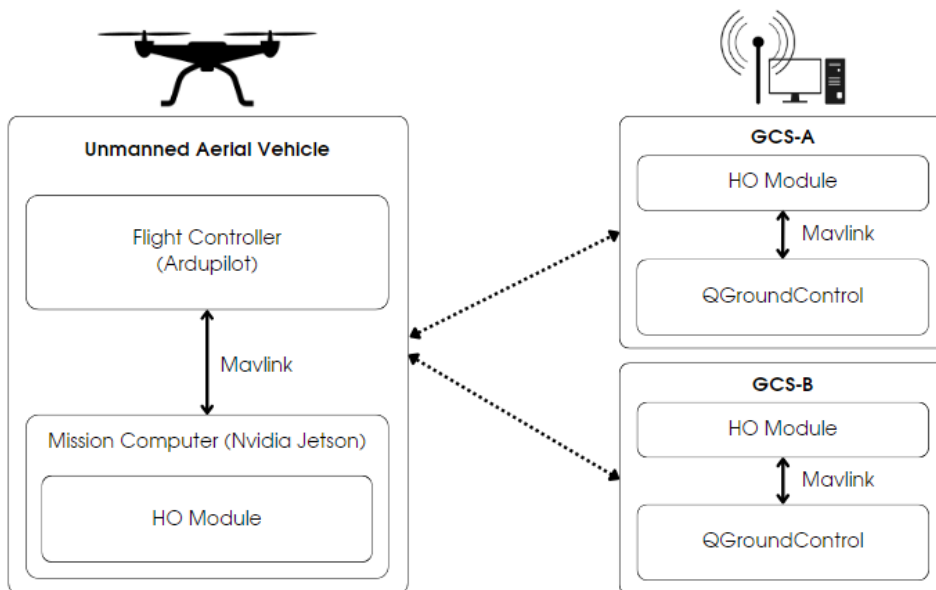 Unmanned Aerial Vehicle
Flight Controller
(Ardupilot)
Mavlink
Mission Computer (Nvidia Jetson)
HO Module
GCS-A
HO Module
Mavlink
QGroundControl
GCS-B
HO Module
Mavlink
QGroundControl